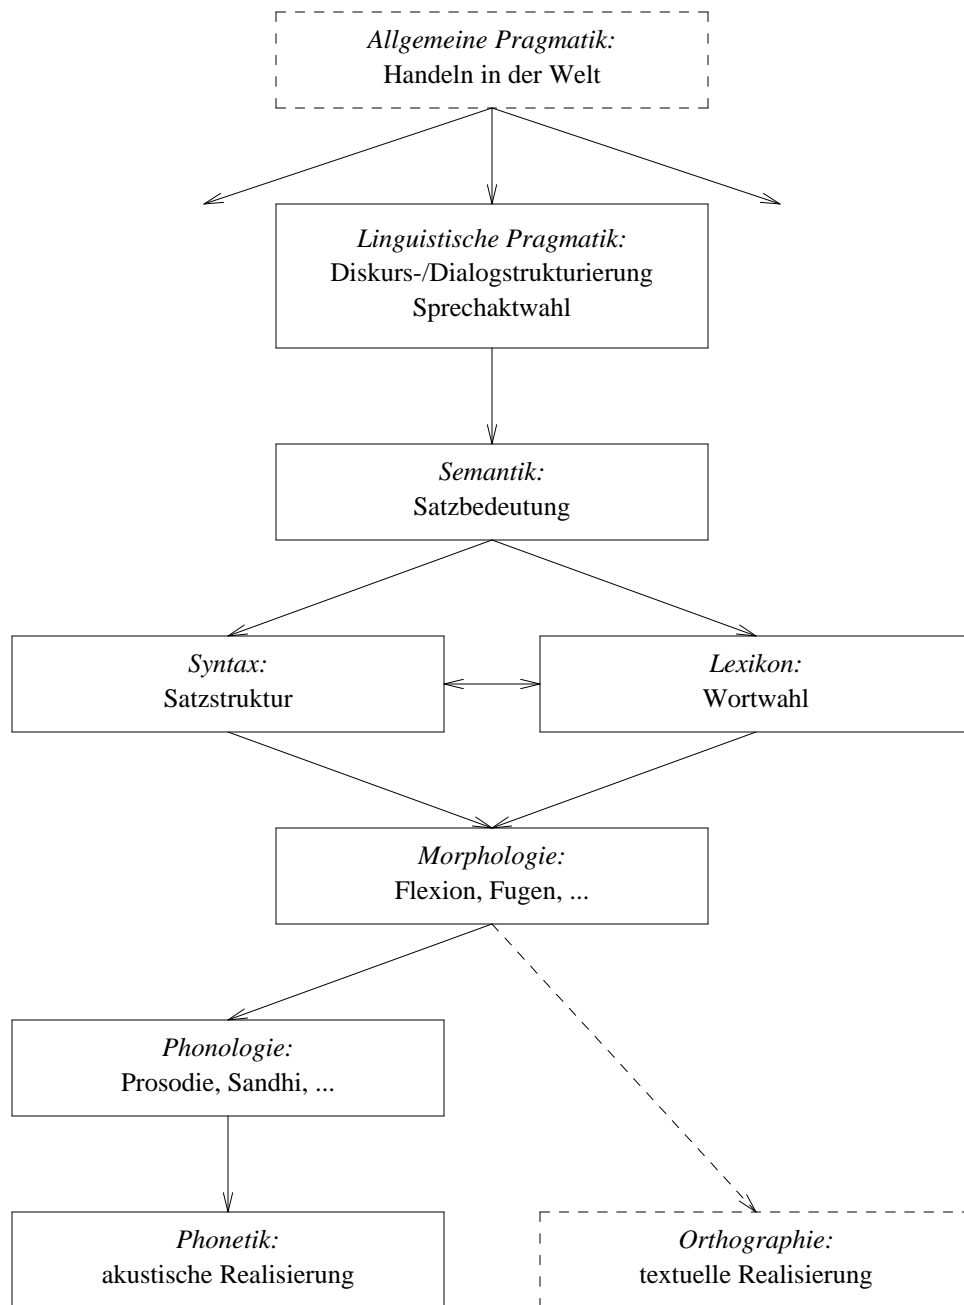 Allgemeine Pragmatik:
Handeln in der Welt
Linguistische Pragmatik:
Diskurs-/Dialogstrukturierung
Sprechaktwahl
Semantik:
Satzbedeutung
Syntax:
Satzstruktur
Lexikon:
Wortwahl
Morphologie:
Flexion, Fugen, ...
Phonologie:
Prosodie, Sandhi, ...
Phonetik:
akustische Realisierung
Orthographie:
textuelle Realisierung